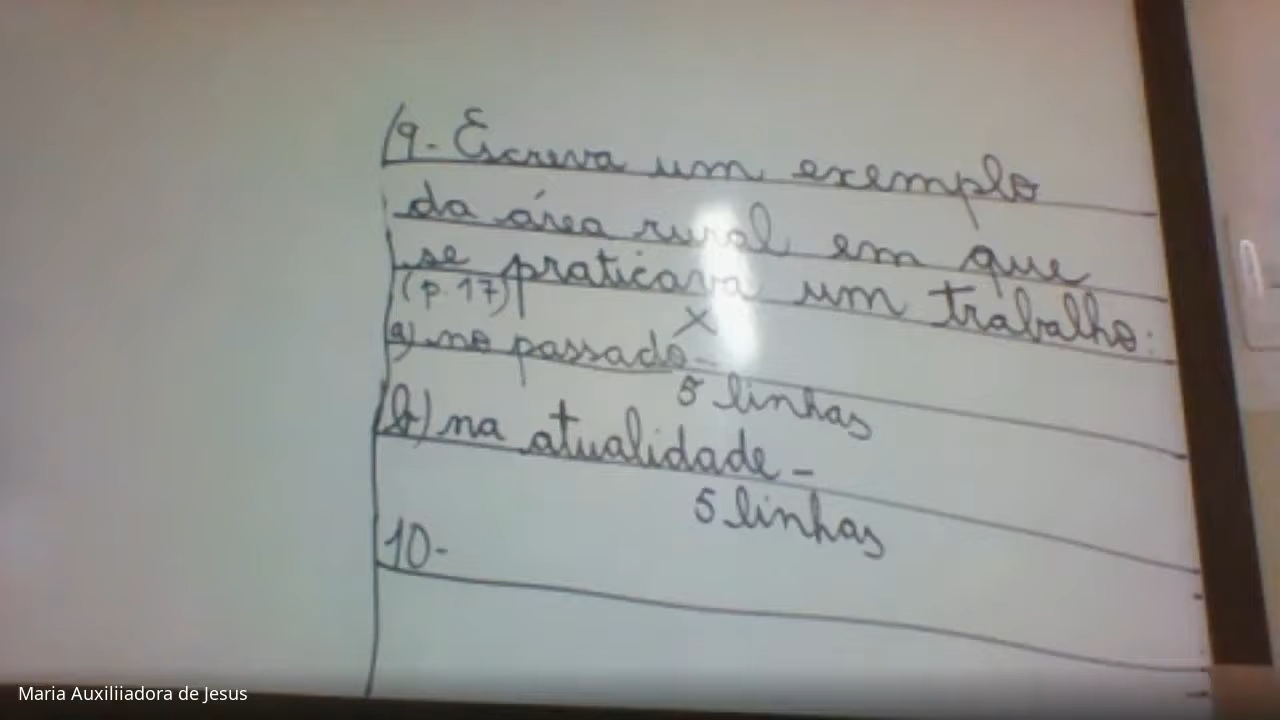 9- Escreva um exemplo
da área rural em que
se praticava um trabalho:
(p. 17)
a) no passado-
5 linhas
b) na atualidade-
5 linhas
10-
Maria Auxiliiadora de Jesus